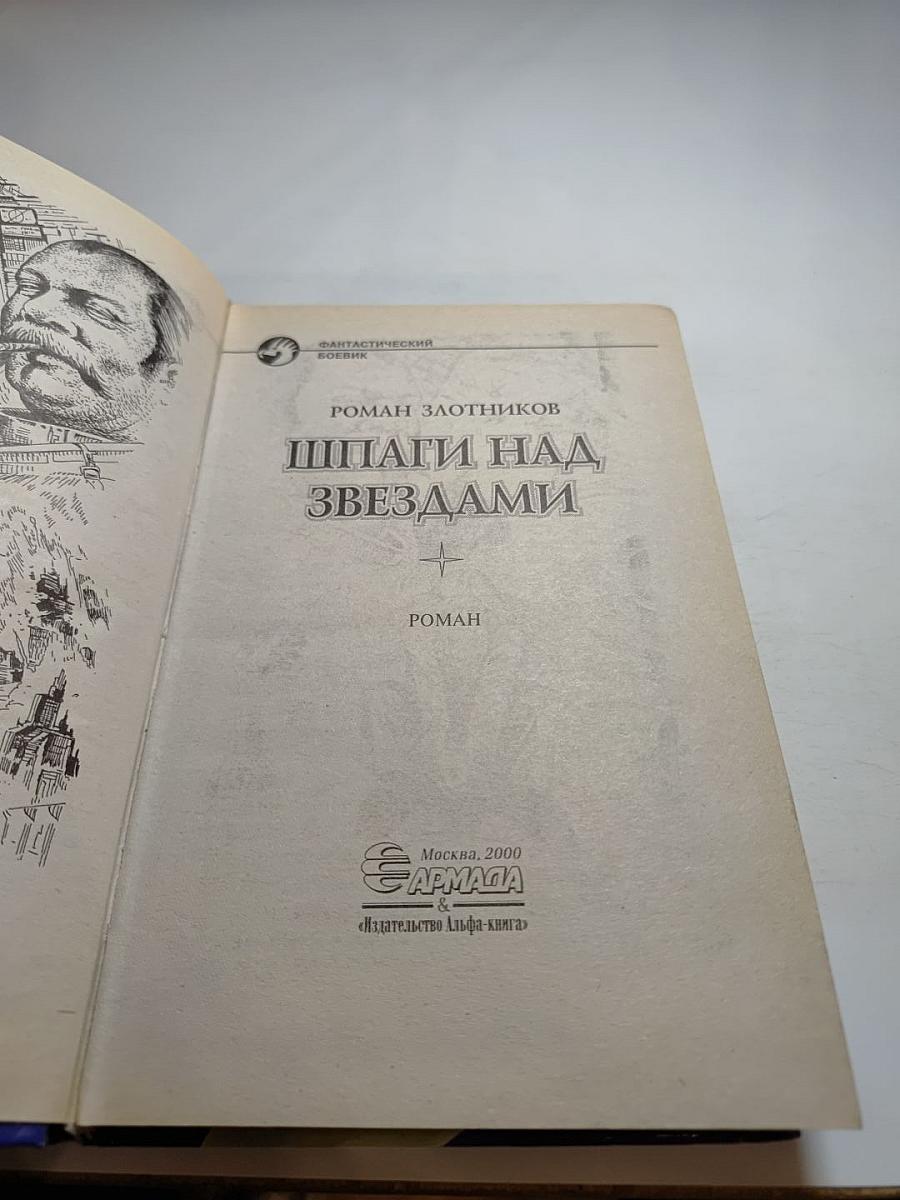 ФАНТАСТИЧЕСКИЙ
БОЕВИК
РОМАН ЗЛОТНИКОВ
ШПАГИ НАД
ЗВЕЗДАМИ
РОМАН
Москва, 2000
АРМАДА
&
«Издательство Альфа-книга»